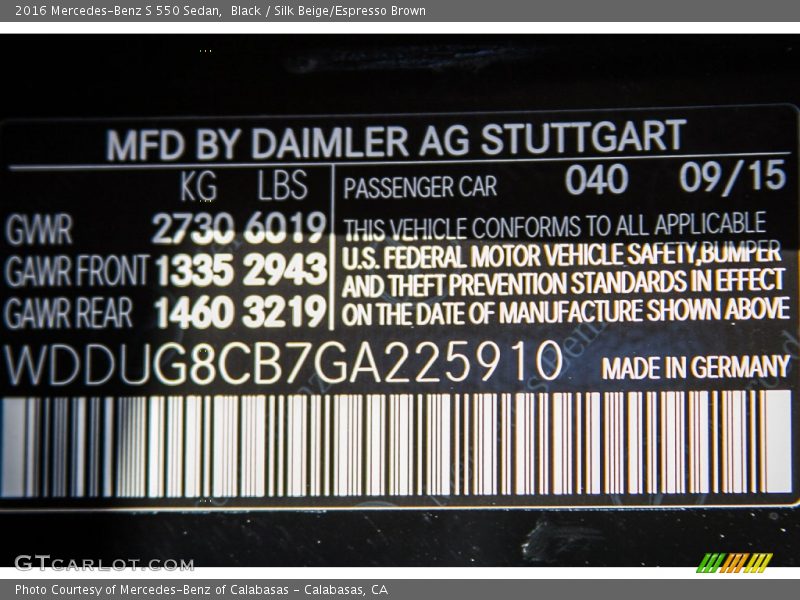 2016 Mercedes-Benz S 550 Sedan, Black / Silk Beige/Espresso Brown
MFD BY DAIMLER AG STUTTGART
KG LBS
GWR 2730 6019
GAWR FRONT 1335 2943
GAWR REAR 1460 3219
PASSENGER CAR 040 09/15
THIS VEHICLE CONFORMS TO ALL APPLICABLE
U.S. FEDERAL MOTOR VEHICLE SAFETY,BUMPER
AND THEFT PREVENTION STANDARDS IN EFFECT
ON THE DATE OF MANUFACTURE SHOWN ABOVE
WDDUG8CB7GA225910 MADE IN GERMANY
GTCARLOT.COM
Photo Courtesy of Mercedes-Benz of Calabasas - Calabasas, CA